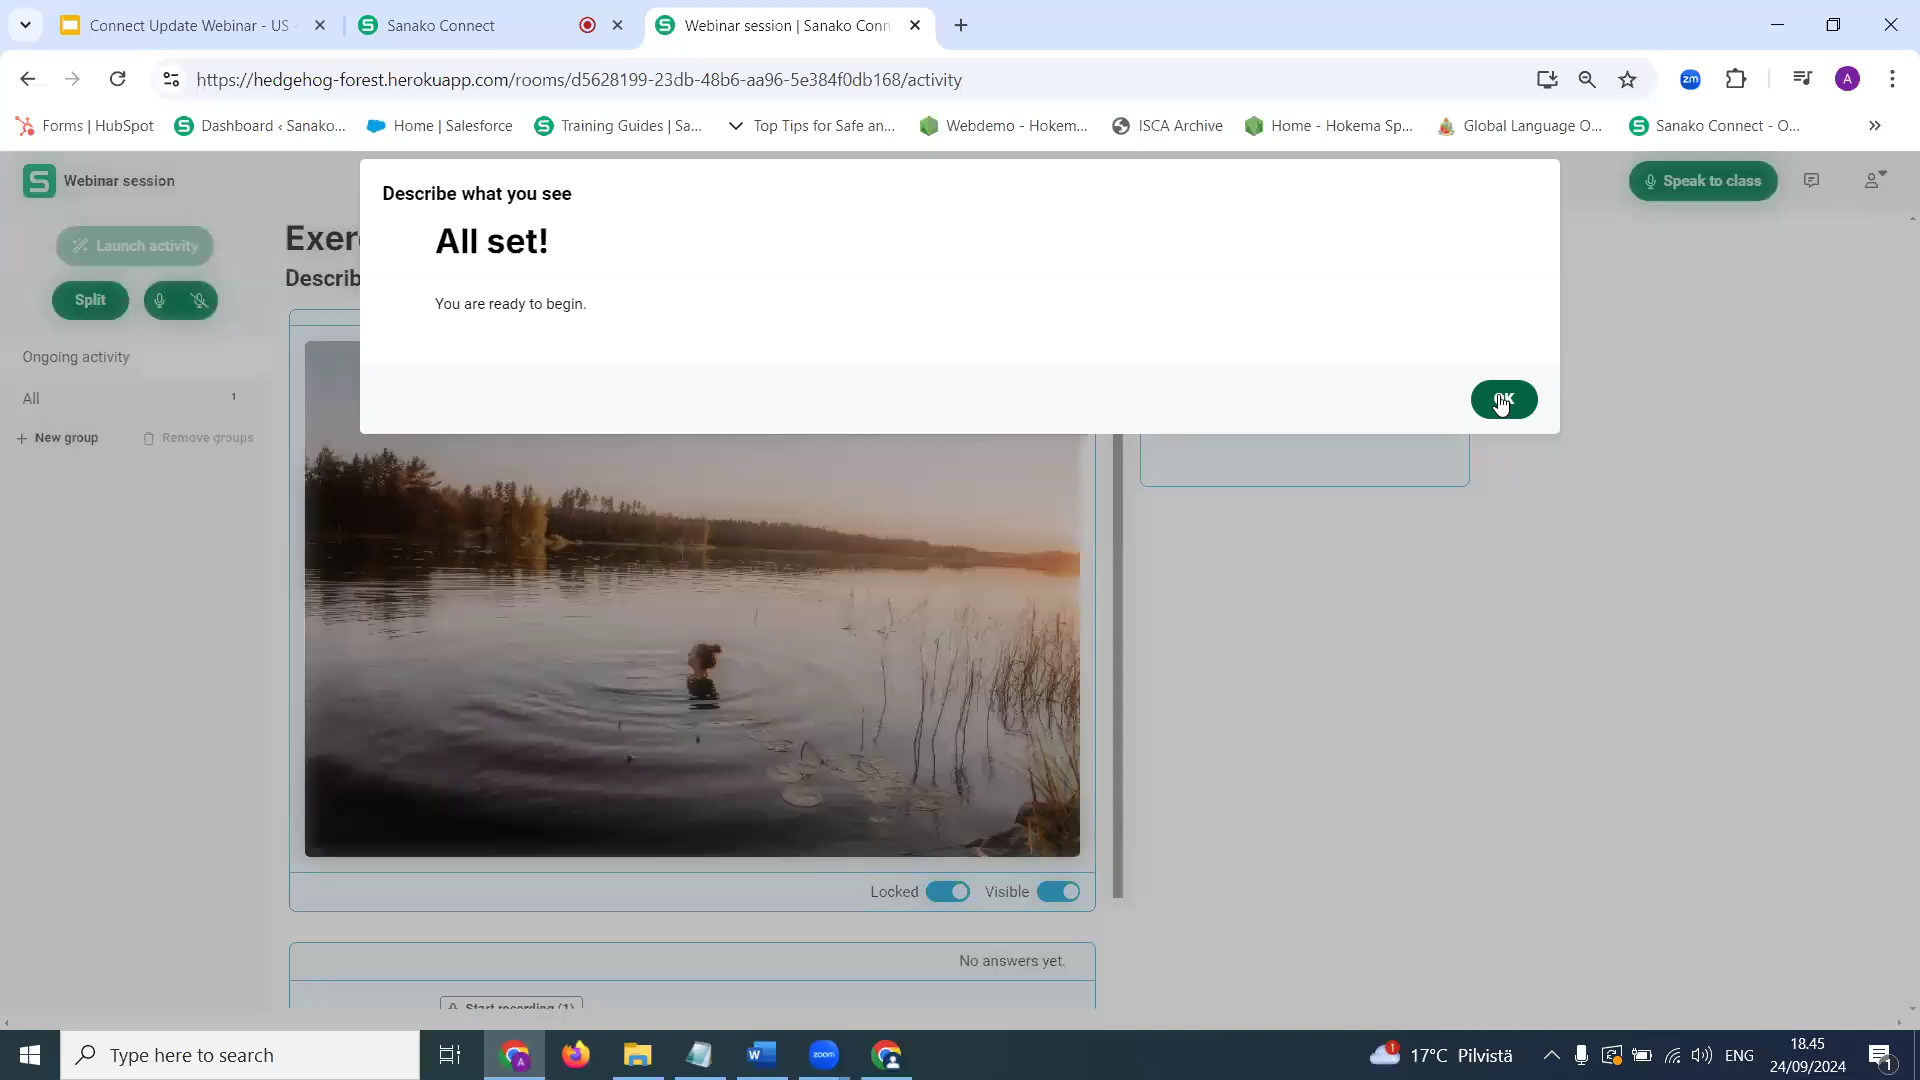 Connect Update Webinar - US -
Sanako Connect
Webinar session | Sanako Conn
https://hedgehog-forest.herokuapp.com/rooms/d5628199-23db-48b6-aa96-5e384f0db168/activity
zm
A
Forms | HubSpot
Dashboard ‹ Sanako...
Home | Salesforce
Training Guides | Sa...
Top Tips for Safe an...
Webdemo - Hokem...
ISCA Archive
Home - Hokema Sp...
Global Language O...
Sanako Connect - O...
S Webinar session
Speak to class
Launch activity
Split
Ongoing activity
All 1
+ New group
Remove groups
Exer
Describ
Describe what you see
All set!
You are ready to begin.
OK
Locked
Visible
No answers yet.
Start recording (1)
Type here to search
A
W
zoom
1
17°C Pilvistä
ENG
18.45
24/09/2024
1